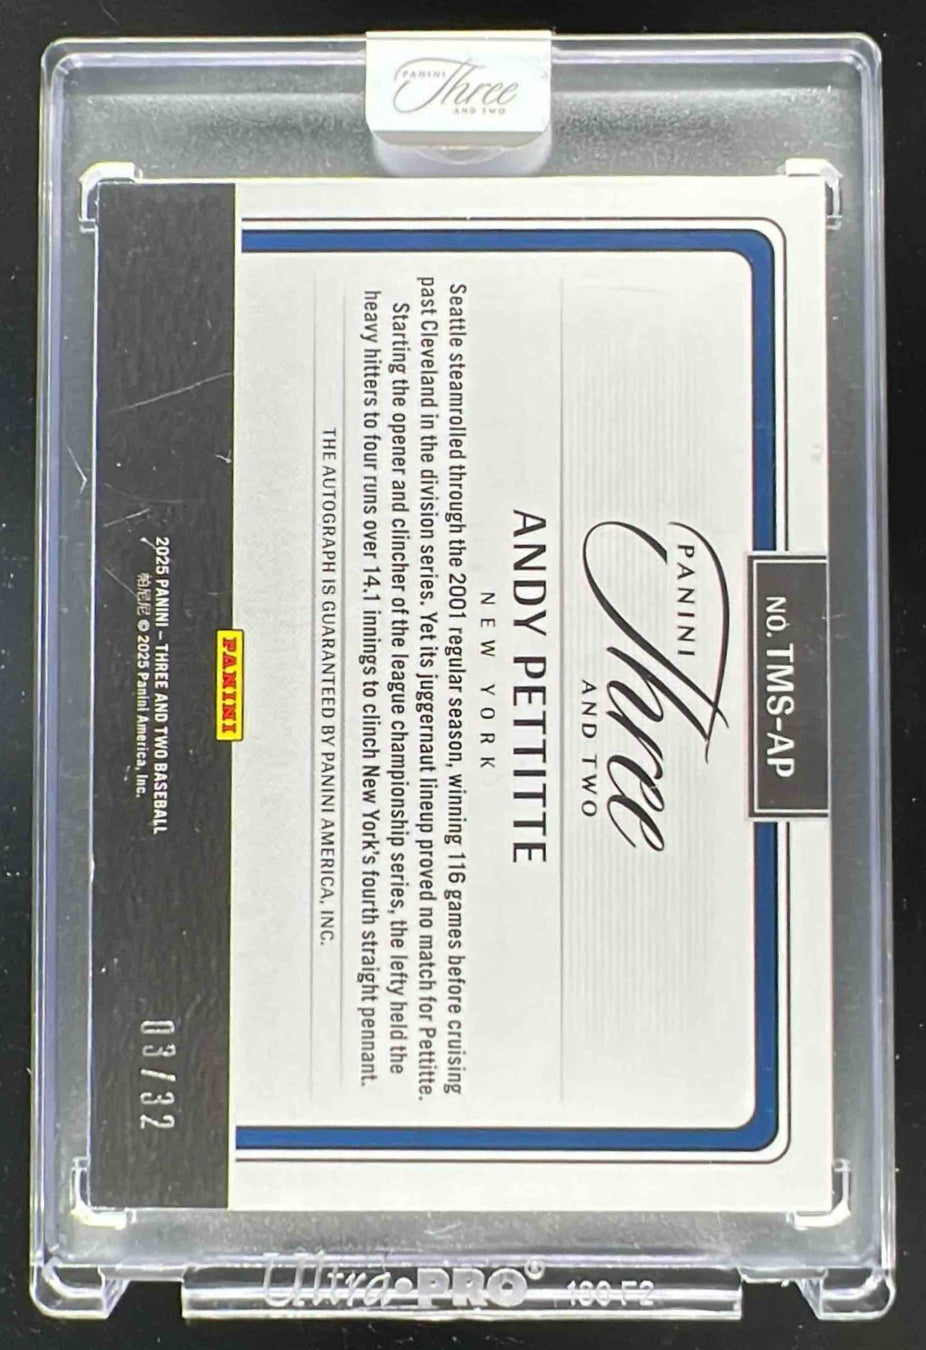 PANINI
Three
AND TWO
No. TMS-AP
PANINI
Three
AND TWO
ANDY PETTITTE
NEW YORK
Seattle steamrolled through the 2001 regular season, winning 116 games before cruising
past Cleveland in the division series. Yet its juggernaut lineup proved no match for Pettitte.
Starting the opener and clincher of the league championship series, the lefty held the
heavy hitters to four runs over 14.1 innings to clinch New York's fourth straight pennant.
THE AUTOGRAPH IS GUARANTEED BY PANINI AMERICA, INC.
PANINI
2025 PANINI – THREE AND TWO BASEBALL
帕尼尼 © 2025 Panini America, Inc.
03/32
Ultra•PRO®